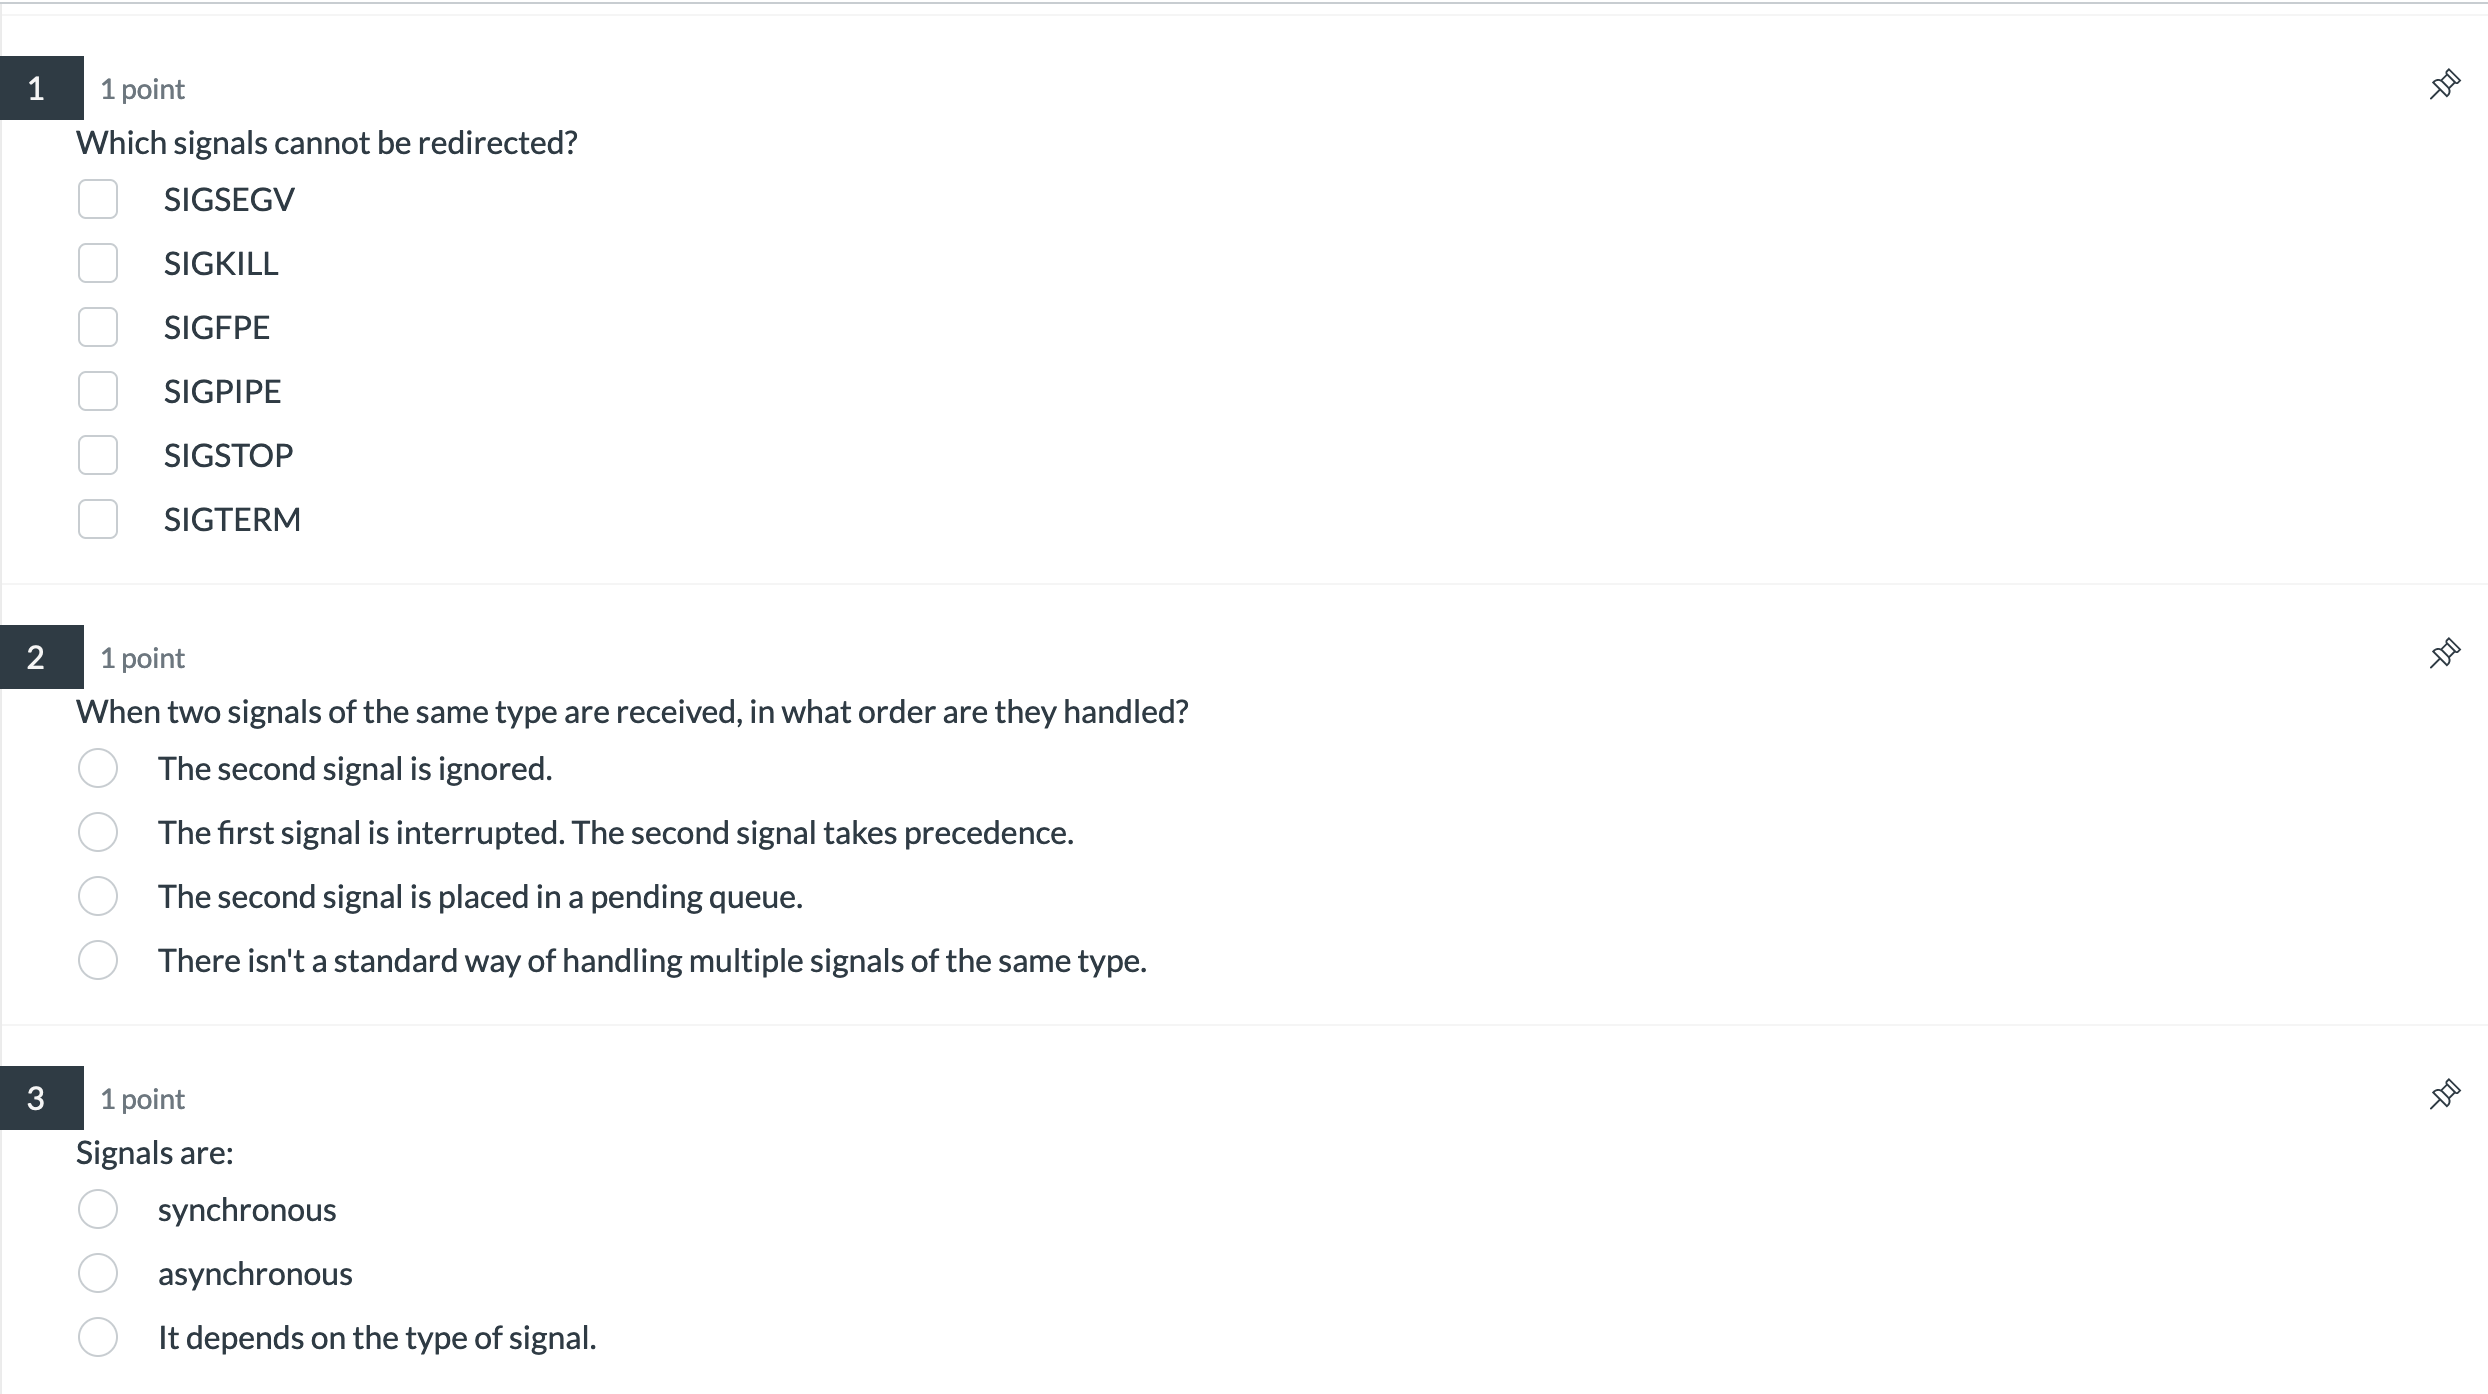 1 1 point
Which signals cannot be redirected?
SIGSEGV
SIGKILL
SIGFPE
SIGPIPE
SIGSTOP
SIGTERM
2 1 point
When two signals of the same type are received, in what order are they handled?
The second signal is ignored.
The first signal is interrupted. The second signal takes precedence.
The second signal is placed in a pending queue.
There isn't a standard way of handling multiple signals of the same type.
3 1 point
Signals are:
synchronous
asynchronous
It depends on the type of signal.